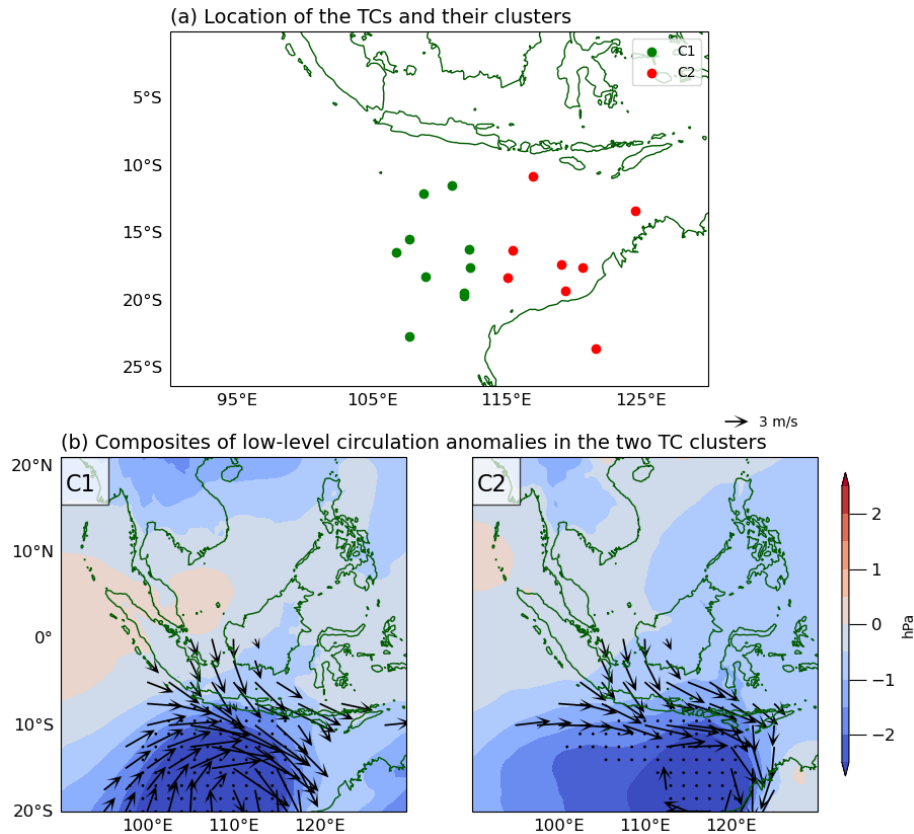 (a) Location of the TCs and their clusters
C1
C2
5°S
10°S
15°S
20°S
25°S
95°E
105°E
115°E
125°E
3 m/s
(b) Composites of low-level circulation anomalies in the two TC clusters
20°N
10°N
0°
10°S
20°S
C1
100°E
120°E
C2
100°E
120°E
2
1
0
−1
−2
hPa